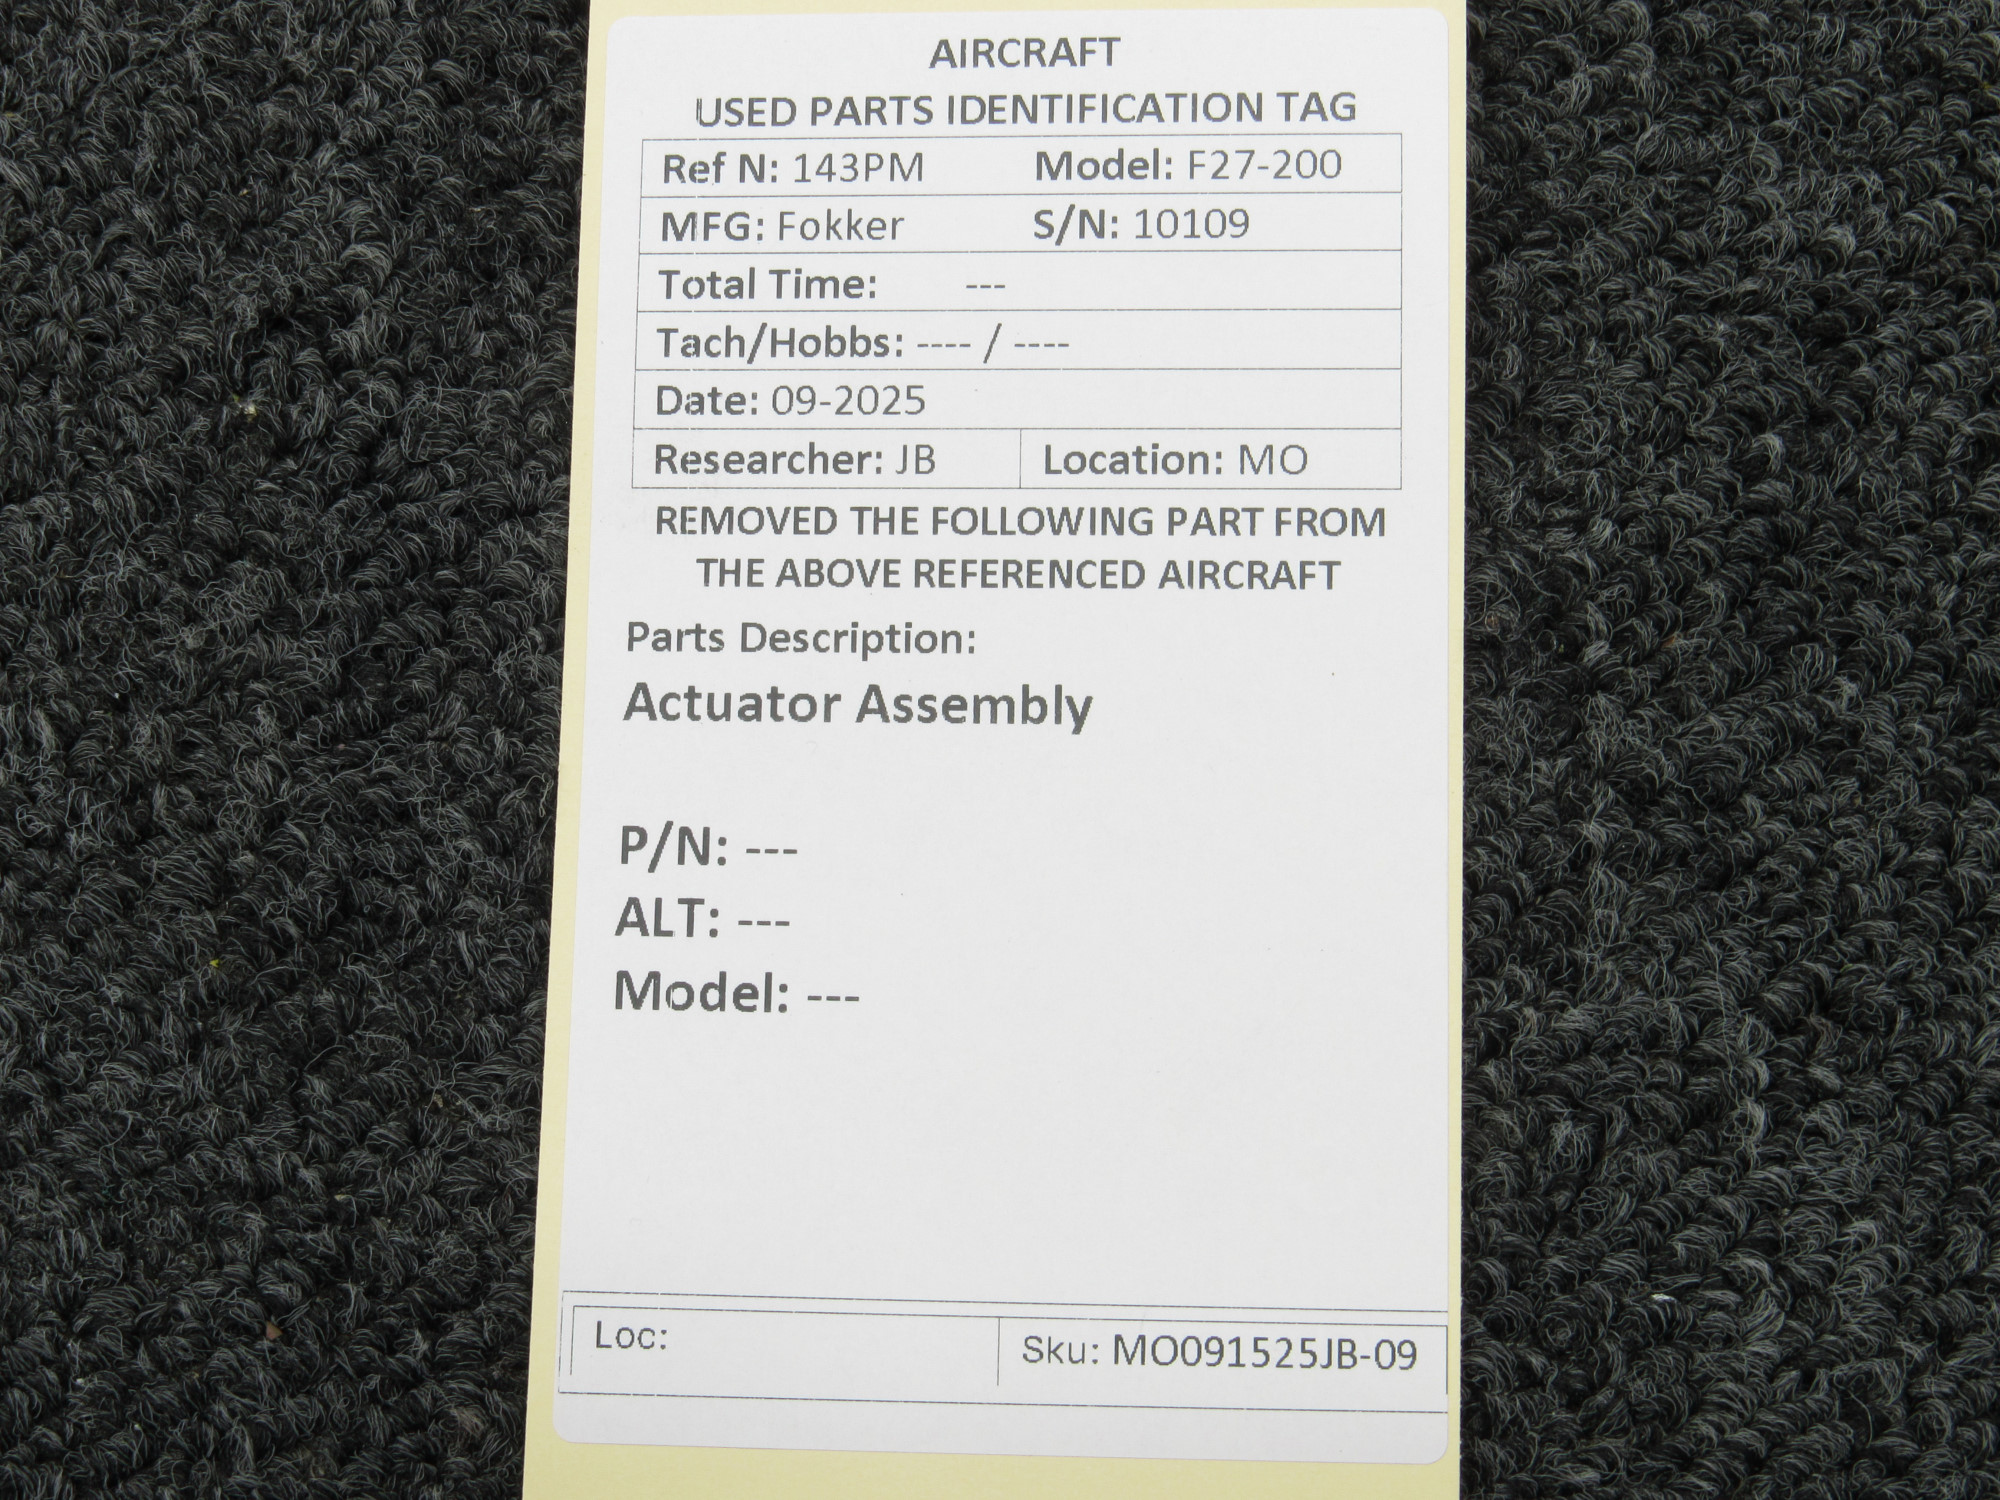 AIRCRAFT
USED PARTS IDENTIFICATION TAG
Ref N: 143PM Model: F27-200
MFG: Fokker S/N: 10109
Total Time: ---
Tach/Hobbs: ---- / ----
Date: 09-2025
Researcher: JB Location: MO
REMOVED THE FOLLOWING PART FROM
THE ABOVE REFERENCED AIRCRAFT
Parts Description:
Actuator Assembly
P/N: ---
ALT: ---
Model: ---
Loc: Sku: MO091525JB-09